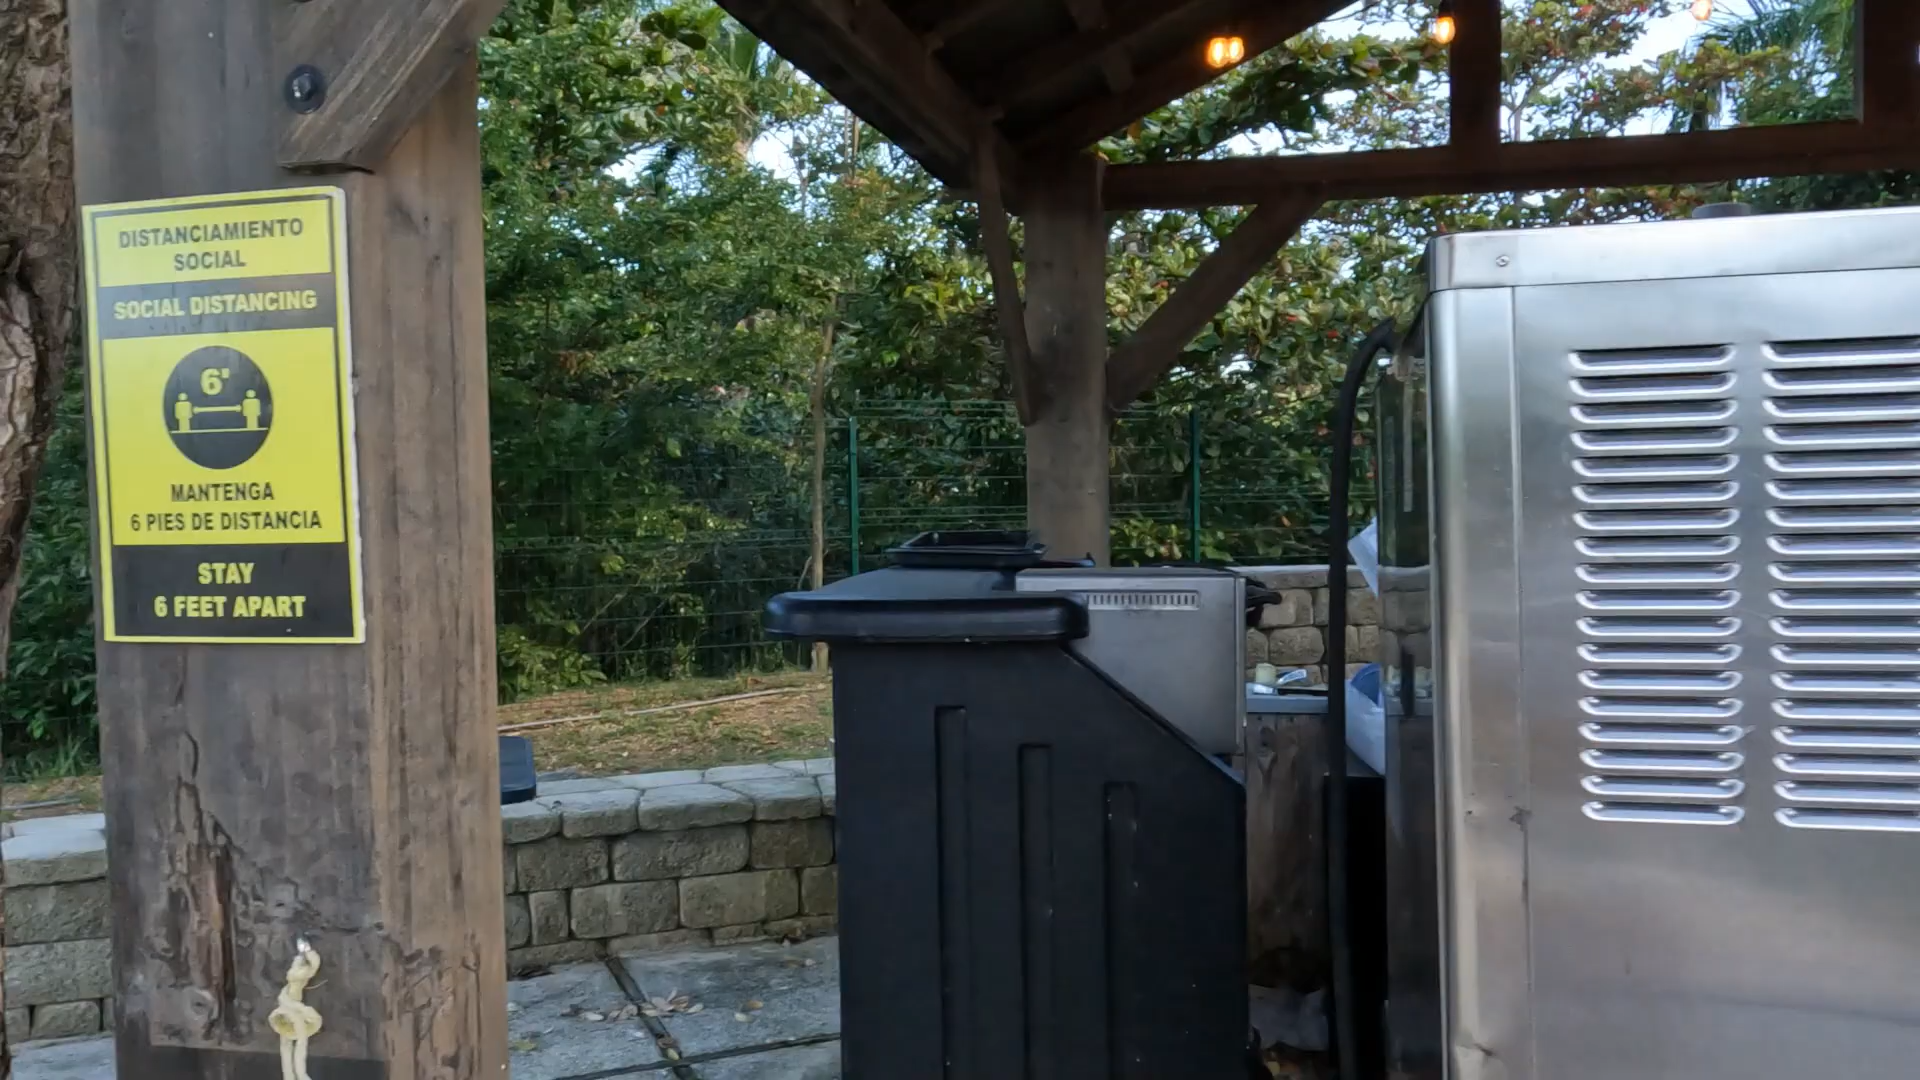 DISTANCIAMIENTO
SOCIAL
SOCIAL DISTANCING
6'
MANTENGA
6 PIES DE DISTANCIA
STAY
6 FEET APART